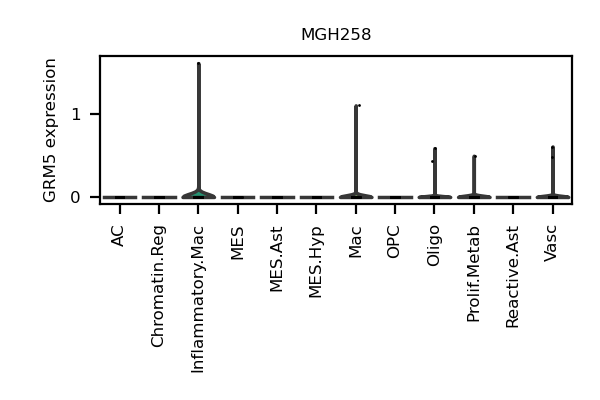 MGH258
GRM5 expression
1
0
AC
Chromatin.Reg
Inflammatory.Mac
MES
MES.Ast
MES.Hyp
Mac
OPC
Oligo
Prolif.Metab
Reactive.Ast
Vasc